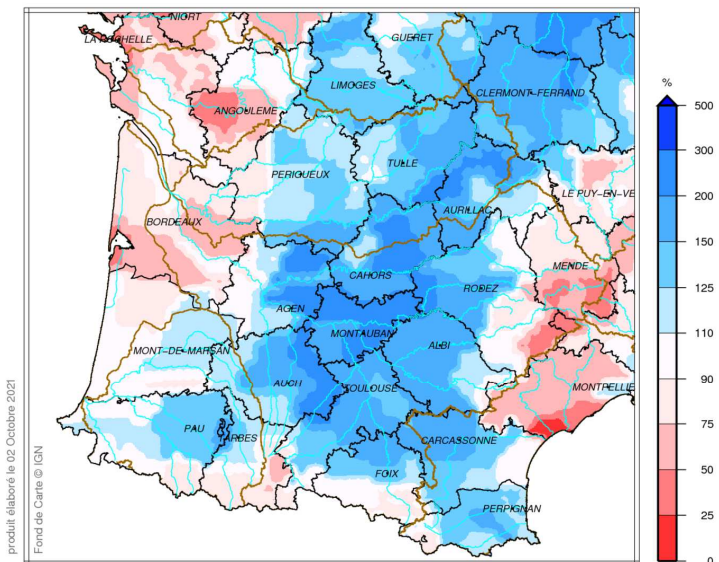 NIORT
LA ROCHELLE
GUERET
%
LIMOGES
CLERMONT-FERRAND
500
ANGOULEME
300
TULLE
PERIGUEUX
200
LE PUY-EN-VE
AURILLAC
BORDEAUX
150
MENDE
CAHORS
125
RODEZ
AGEN
110
MONTAUBAN
ALBI
MONT-DE-MARSAN
90
AUCH
TOULOUSE
MONTPELLIE
75
PAU
TARBES
CARCASSONNE
50
FOIX
PERPIGNAN
25
0
produit élaboré le 02 Octobre 2021
Fond de Carte © IGN